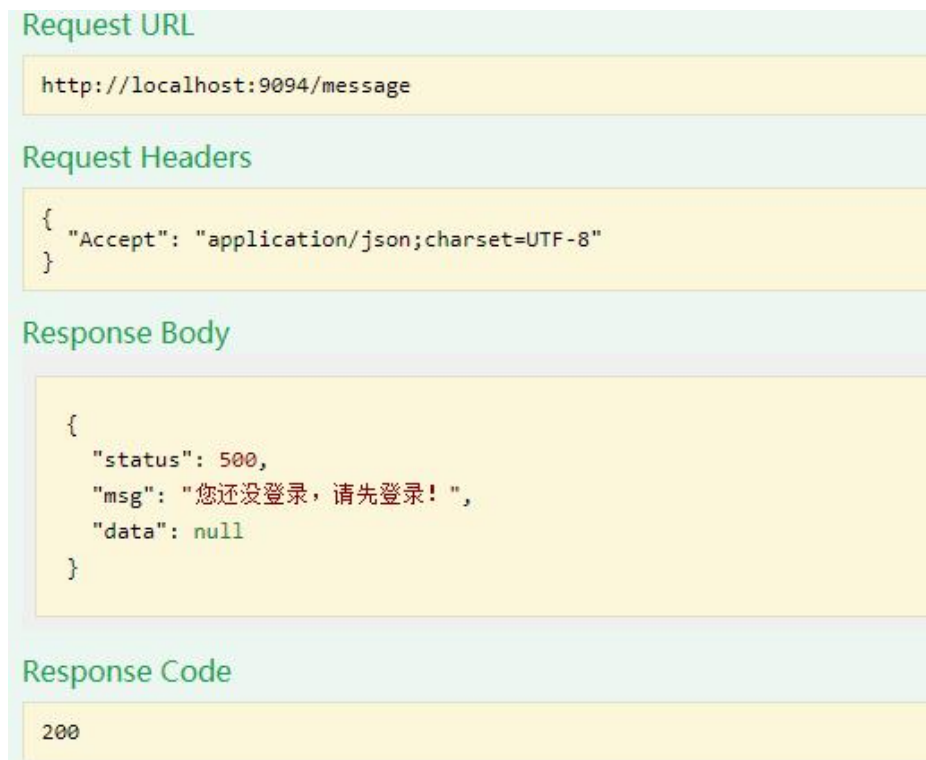 Request URL
http://localhost:9094/message
Request Headers
{
"Accept": "application/json;charset=UTF-8"
}
Response Body
{
"status": 500,
"msg": "您还没登录，请先登录！",
"data": null
}
Response Code
200